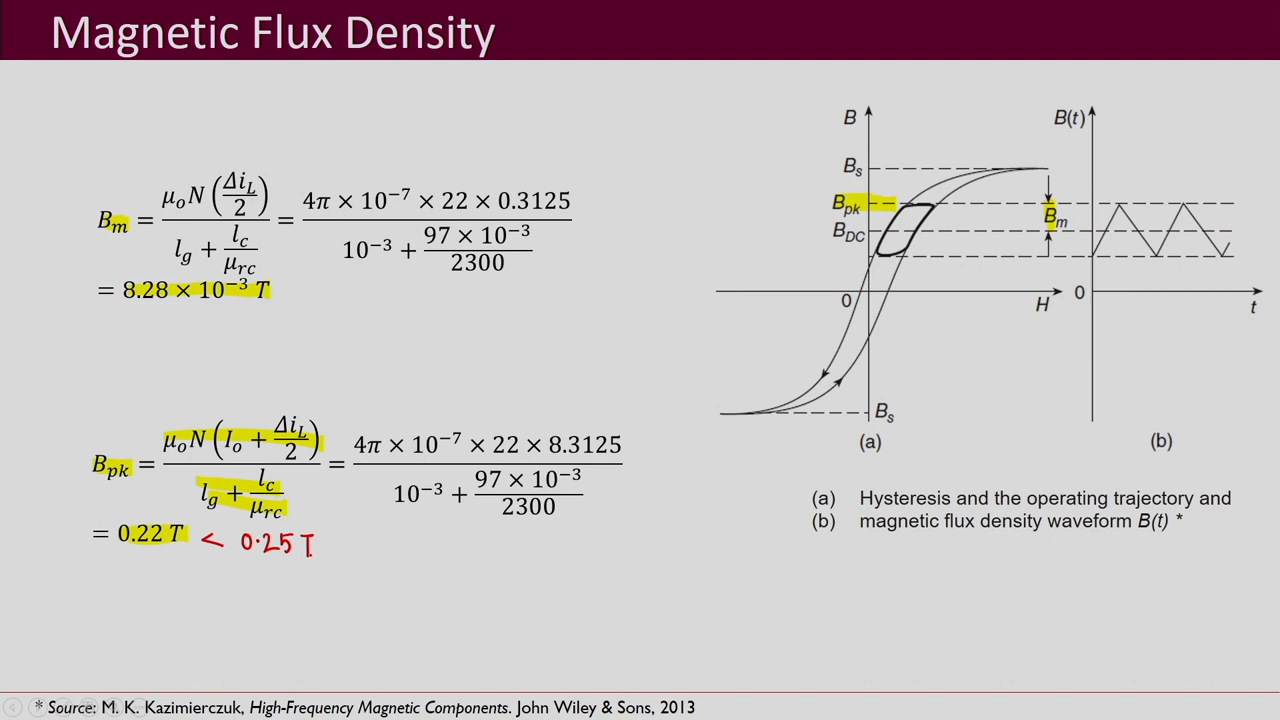 Magnetic Flux Density
B_m = μ_o N (Δi_L / 2) / (l_g + l_c / μ_rc) = 4π × 10⁻⁷ × 22 × 0.3125 / (10⁻³ + 97 × 10⁻³ / 2300)
= 8.28 × 10⁻³ T
B_pk = μ_o N (I_o + Δi_L / 2) / (l_g + l_c / μ_rc) = 4π × 10⁻⁷ × 22 × 8.3125 / (10⁻³ + 97 × 10⁻³ / 2300)
= 0.22 T < 0.25 T
B
B_s
B_pk
B_DC
0
H
B_s
(a)
B(t)
B_m
0
t
(b)
(a) Hysteresis and the operating trajectory and
(b) magnetic flux density waveform B(t) *
* Source: M. K. Kazimierczuk, High-Frequency Magnetic Components. John Wiley & Sons, 2013